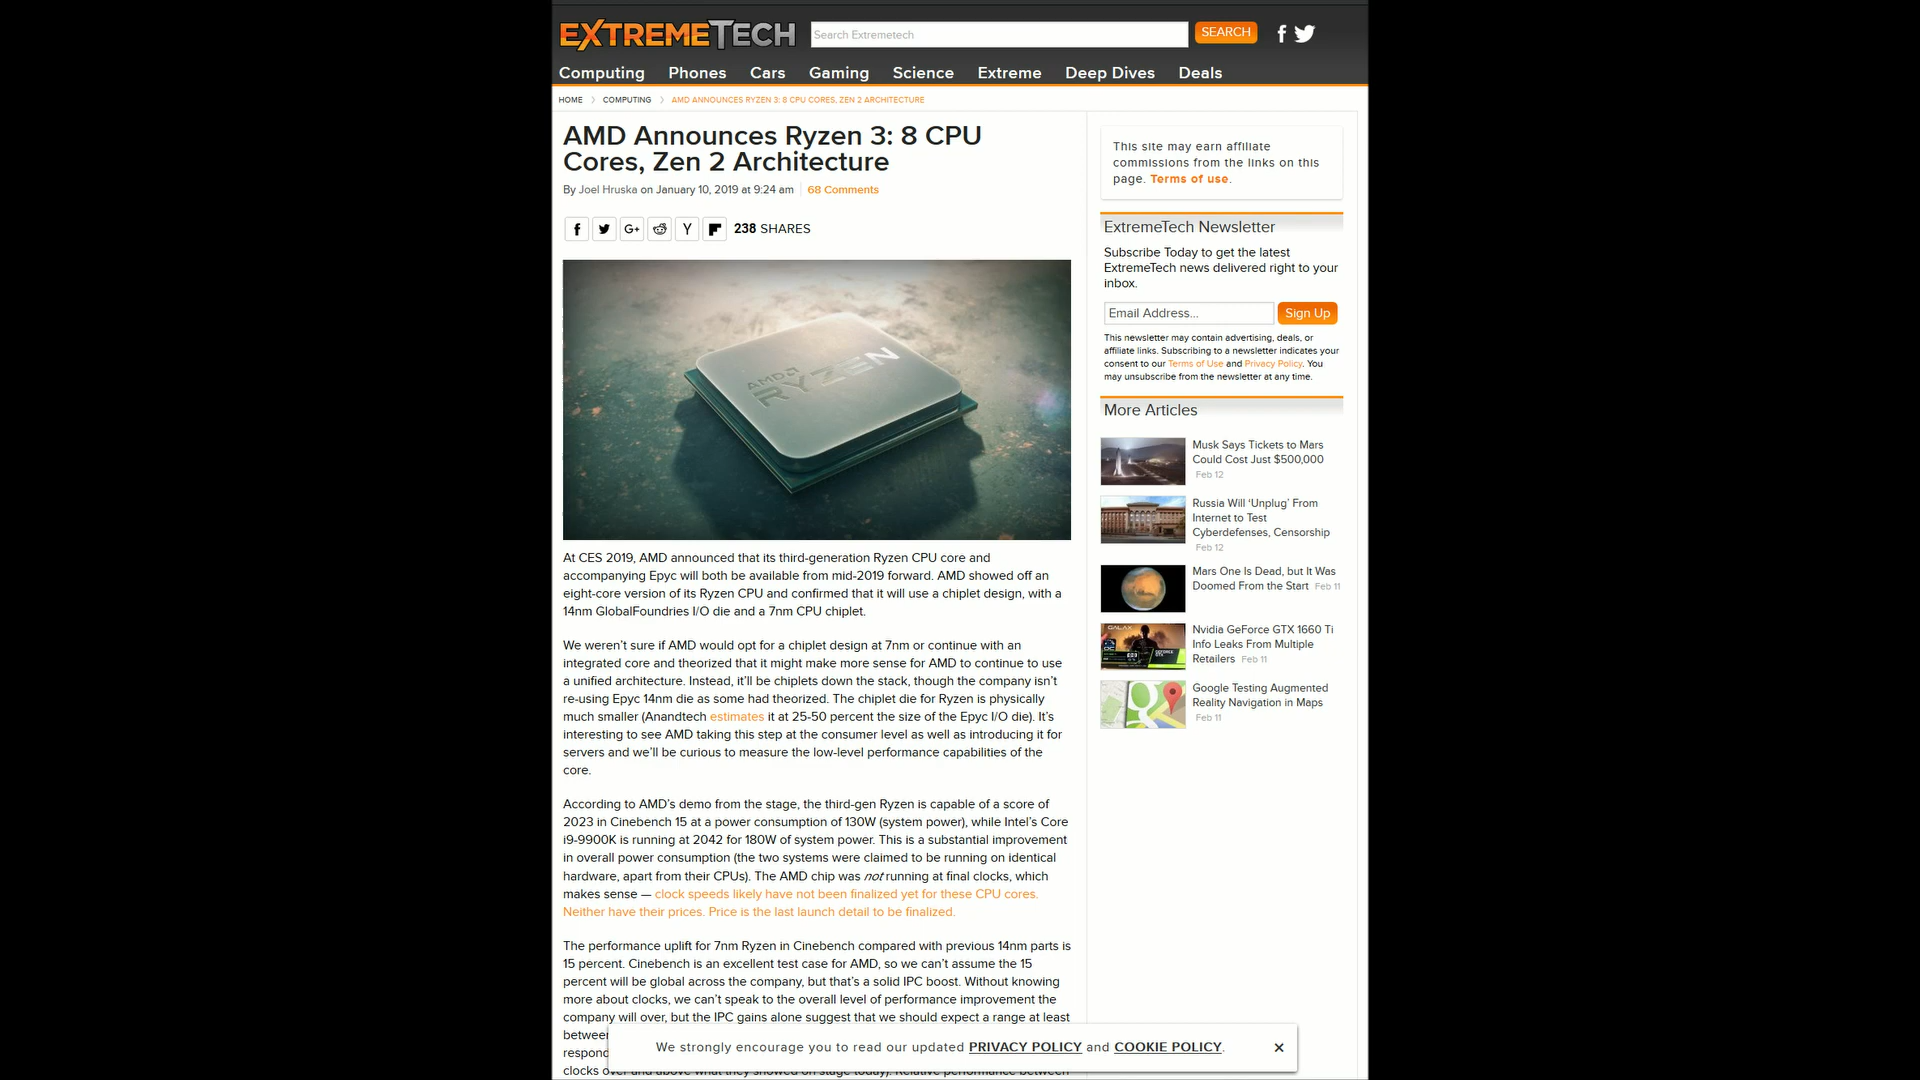 EXTREMETECH
Search Extremetech
SEARCH
Computing Phones Cars Gaming Science Extreme Deep Dives Deals
HOME COMPUTING AMD ANNOUNCES RYZEN 3: 8 CPU CORES, ZEN 2 ARCHITECTURE
AMD Announces Ryzen 3: 8 CPU
Cores, Zen 2 Architecture
By Joel Hruska on January 10, 2019 at 9:24 am 68 Comments
G+ Y 238 SHARES
AMD
RYZEN
At CES 2019, AMD announced that its third-generation Ryzen CPU core and
accompanying Epyc will both be available from mid-2019 forward. AMD showed off an
eight-core version of its Ryzen CPU and confirmed that it will use a chiplet design, with a
14nm GlobalFoundries I/O die and a 7nm CPU chiplet.
We weren't sure if AMD would opt for a chiplet design at 7nm or continue with an
integrated core and theorized that it might make more sense for AMD to continue to use
a unified architecture. Instead, it'll be chiplets down the stack, though the company isn't
re-using Epyc 14nm die as some had theorized. The chiplet die for Ryzen is physically
much smaller (Anandtech estimates it at 25-50 percent the size of the Epyc I/O die). It's
interesting to see AMD taking this step at the consumer level as well as introducing it for
servers and we'll be curious to measure the low-level performance capabilities of the
core.
According to AMD's demo from the stage, the third-gen Ryzen is capable of a score of
2023 in Cinebench 15 at a power consumption of 130W (system power), while Intel's Core
i9-9900K is running at 2042 for 180W of system power. This is a substantial improvement
in overall power consumption (the two systems were claimed to be running on identical
hardware, apart from their CPUs). The AMD chip was not running at final clocks, which
makes sense — clock speeds likely have not been finalized yet for these CPU cores.
Neither have their prices. Price is the last launch detail to be finalized.
The performance uplift for 7nm Ryzen in Cinebench compared with previous 14nm parts is
15 percent. Cinebench is an excellent test case for AMD, so we can't assume the 15
percent will be global across the company, but that's a solid IPC boost. Without knowing
more about clocks, we can't speak to the overall level of performance improvement the
company will over, but the IPC gains alone suggest that we should expect a range at least
This site may earn affiliate
commissions from the links on this
page. Terms of use.
ExtremeTech Newsletter
Subscribe Today to get the latest
ExtremeTech news delivered right to your
inbox.
Email Address...
Sign Up
This newsletter may contain advertising, deals, or
affiliate links. Subscribing to a newsletter indicates your
consent to our Terms of Use and Privacy Policy. You
may unsubscribe from the newsletter at any time.
More Articles
Musk Says Tickets to Mars
Could Cost Just $500,000
Feb 12
Russia Will 'Unplug' From
Internet to Test
Cyberdefenses, Censorship
Feb 12
Mars One Is Dead, but It Was
Doomed From the Start Feb 11
Nvidia GeForce GTX 1660 Ti
Info Leaks From Multiple
Retailers Feb 11
Google Testing Augmented
Reality Navigation in Maps
Feb 11
We strongly encourage you to read our updated PRIVACY POLICY and COOKIE POLICY.